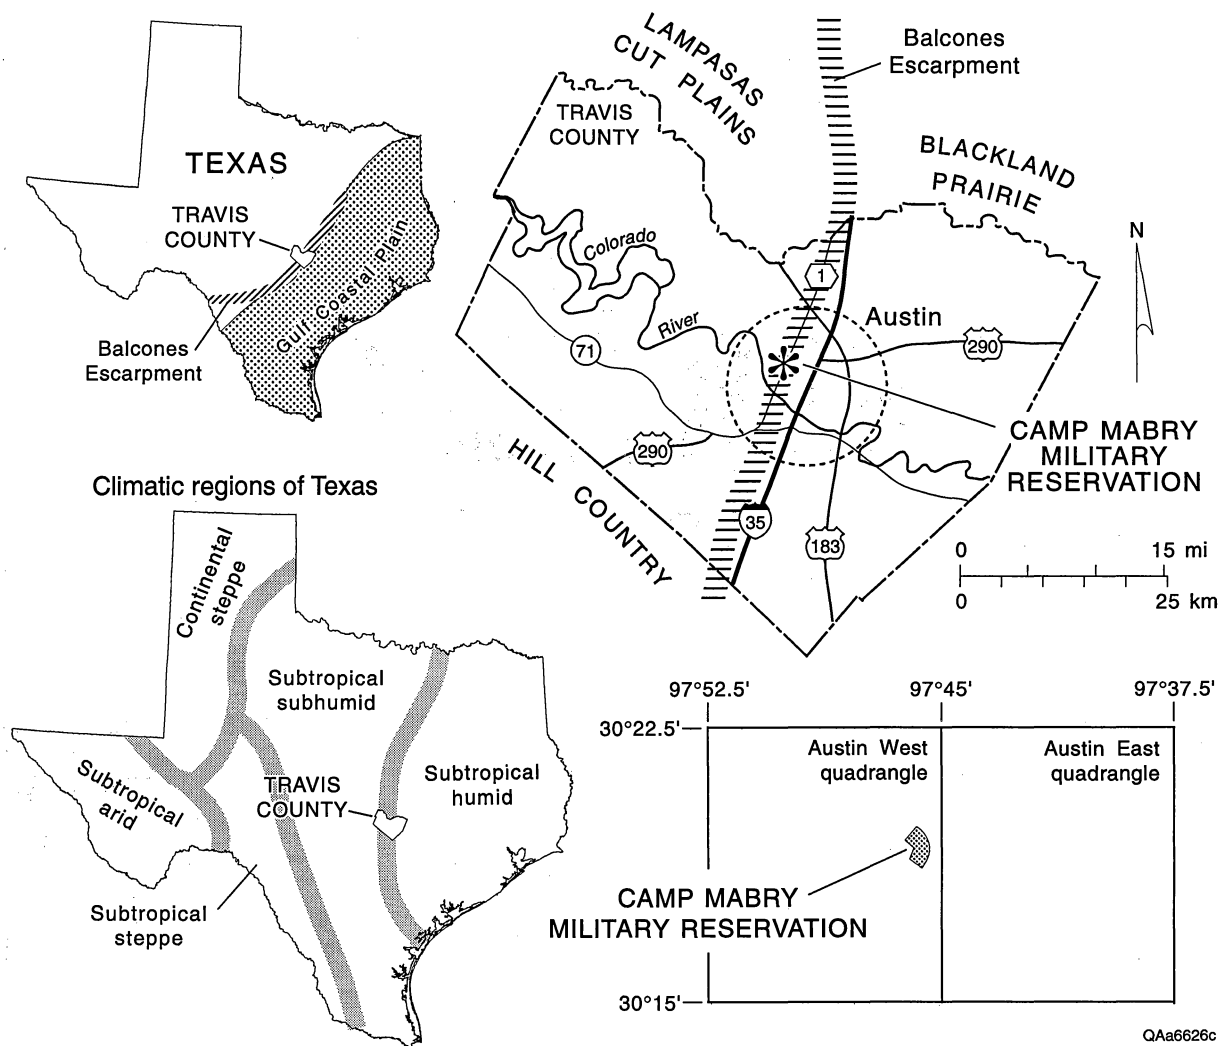 TEXAS
TRAVIS
COUNTY
Gulf Coastal Plain
Balcones
Escarpment
LAMPASAS
CUT PLAINS
Balcones
Escarpment
TRAVIS
COUNTY
BLACKLAND
PRAIRIE
Colorado
River
N
1
Austin
71
290
290
CAMP MABRY
MILITARY
RESERVATION
HILL COUNTRY
35
183
0 15 mi
0 25 km
Climatic regions of Texas
Continental
steppe
Subtropical
subhumid
Subtropical
arid
TRAVIS
COUNTY
Subtropical
humid
Subtropical
steppe
97°52.5' 97°45' 97°37.5'
30°22.5'
Austin West
quadrangle
Austin East
quadrangle
CAMP MABRY
MILITARY RESERVATION
30°15'
QAa6626c